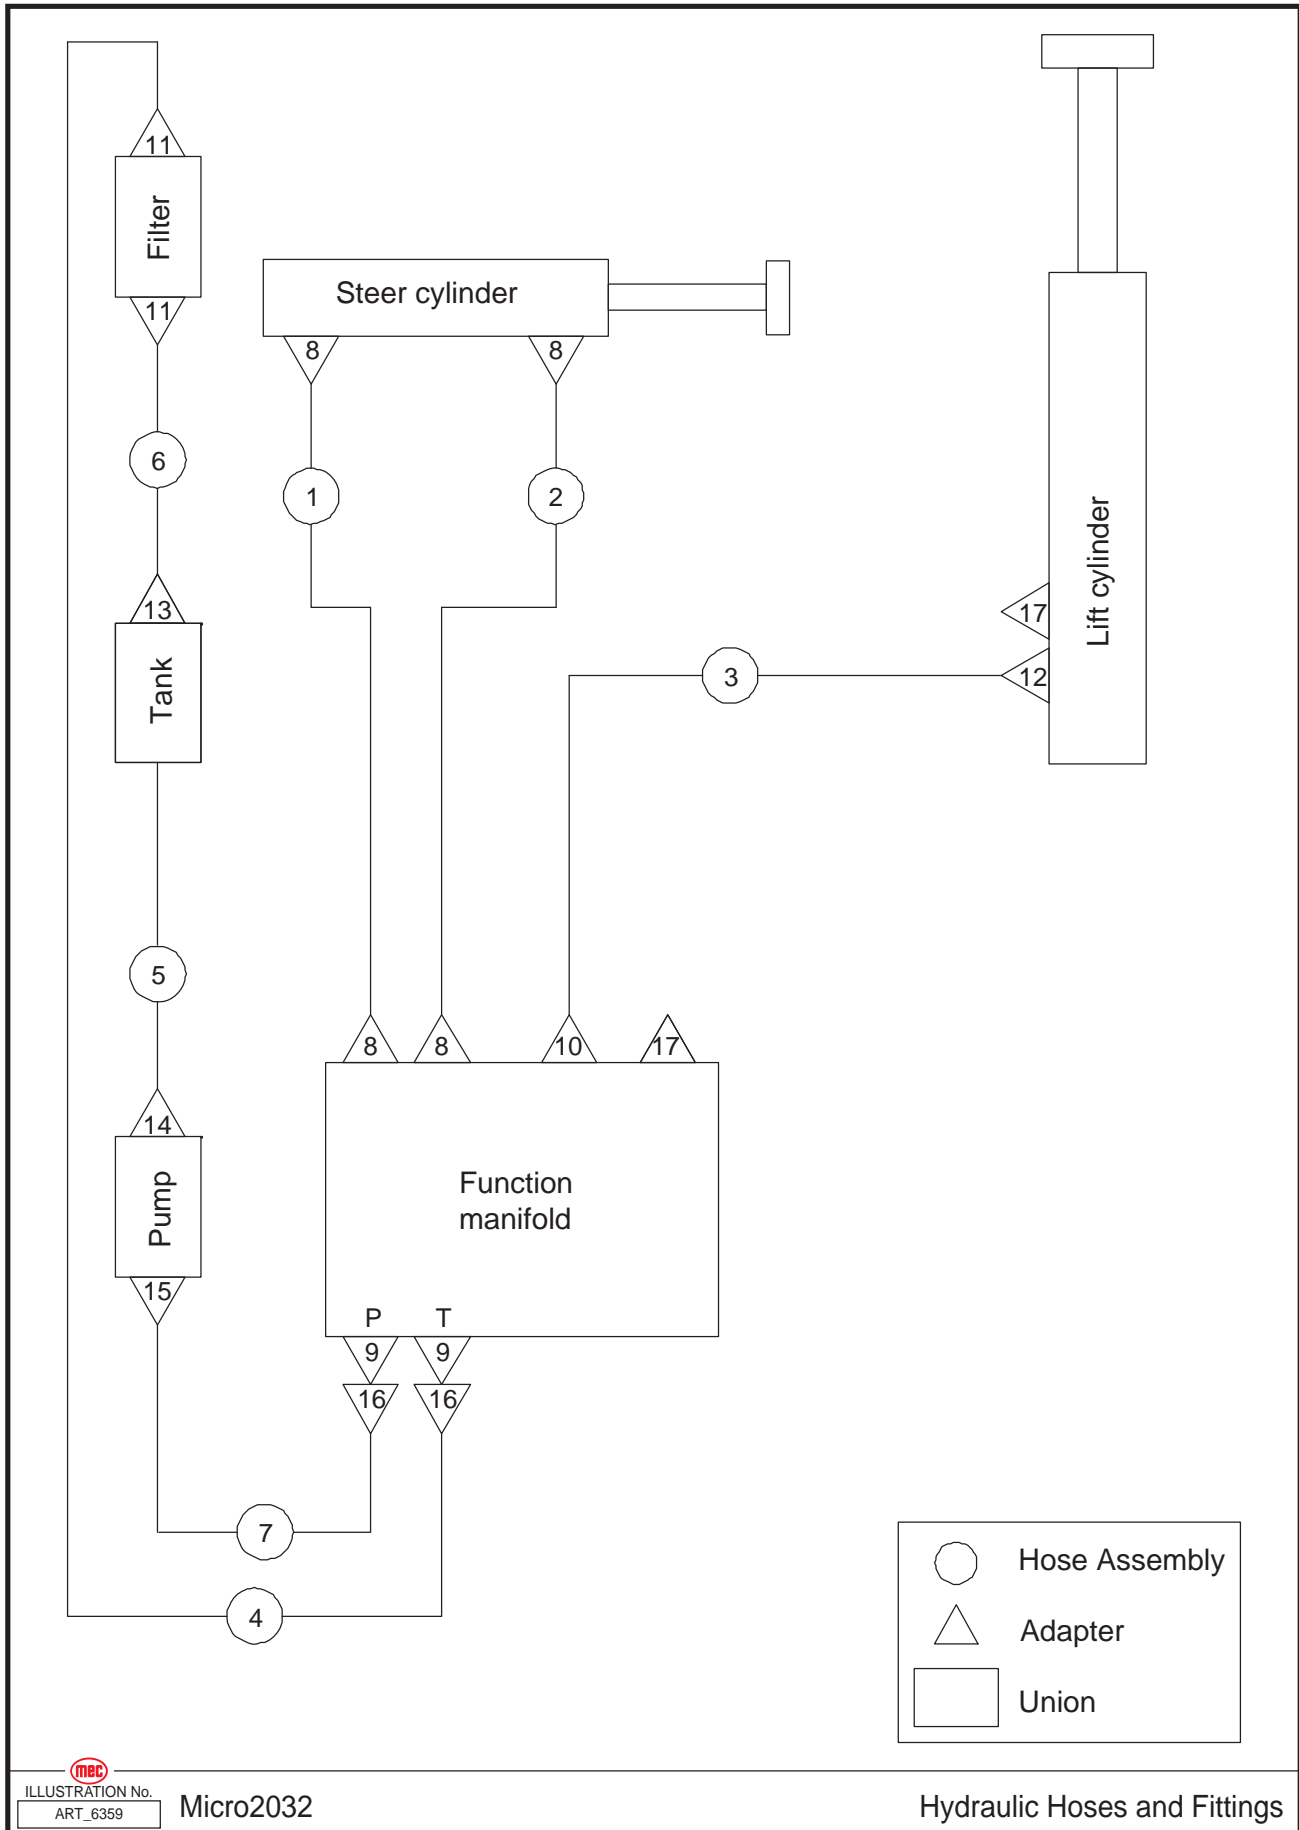 11
Filter
11
Steer cylinder
8
8
6
1
2
13
Tank
Lift cylinder
17
12
3
5
8
8
10
17
14
Pump
15
Function
manifold
P
T
9
9
16
16
7
4
Hose Assembly
Adapter
Union
mec
ILLUSTRATION No.
ART_6359
Micro2032
Hydraulic Hoses and Fittings